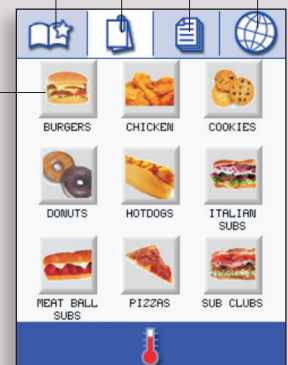 BURGERS CHICKEN COOKIES
DONUTS HOTDOGS ITALIAN
SUBS
MEAT BALL PIZZAS SUB CLUBS
SUBS